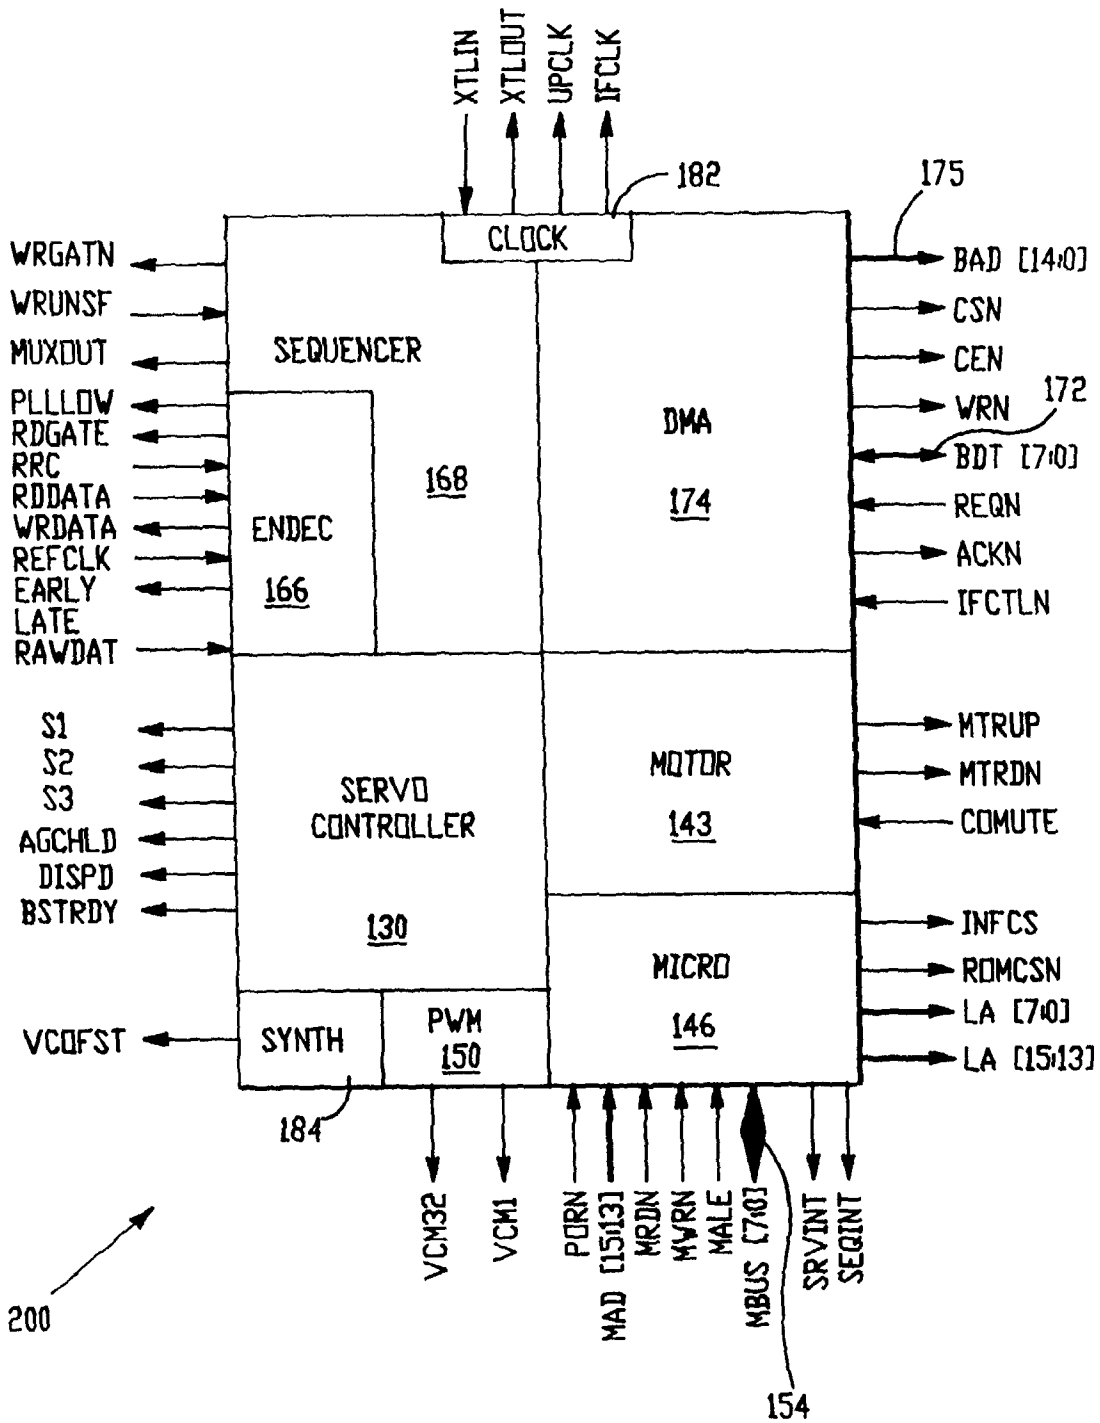 XTLIN
XTLOUT
UPCLK
IFCLK
182
175
CLOCK
WRGATN
WRUNSF
MUXOUT
PLLLOW
RDGATE
RRC
RDDATA
WRDATA
REFCLK
EARLY
LATE
RAWDAT
SEQUENCER
168
ENDEC
166
DMA
174
BAD [14:0]
CSN
CEN
WRN
172
BDT [7:0]
REQN
ACKN
IFCTLN
S1
S2
S3
AGCHLD
DISPD
BSTRDY
SERVO
CONTROLLER
130
MOTOR
143
MTRUP
MTRDN
COMUTE
MICRO
146
INFCS
ROMCSN
LA [7:0]
LA [15:13]
VCOFST
SYNTH
PWM
150
184
VCM32
VCM1
PORN
MAD [15:13]
MRDN
MWRN
MALE
MBUS [7:0]
SRVINT
SEQINT
154
200